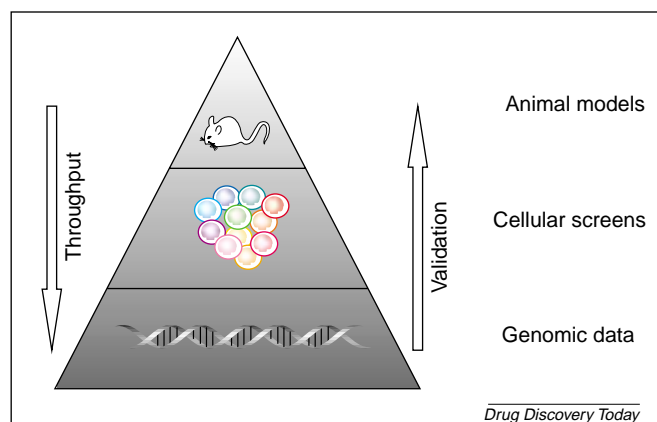 Throughput
Validation
Animal models
Cellular screens
Genomic data
Drug Discovery Today